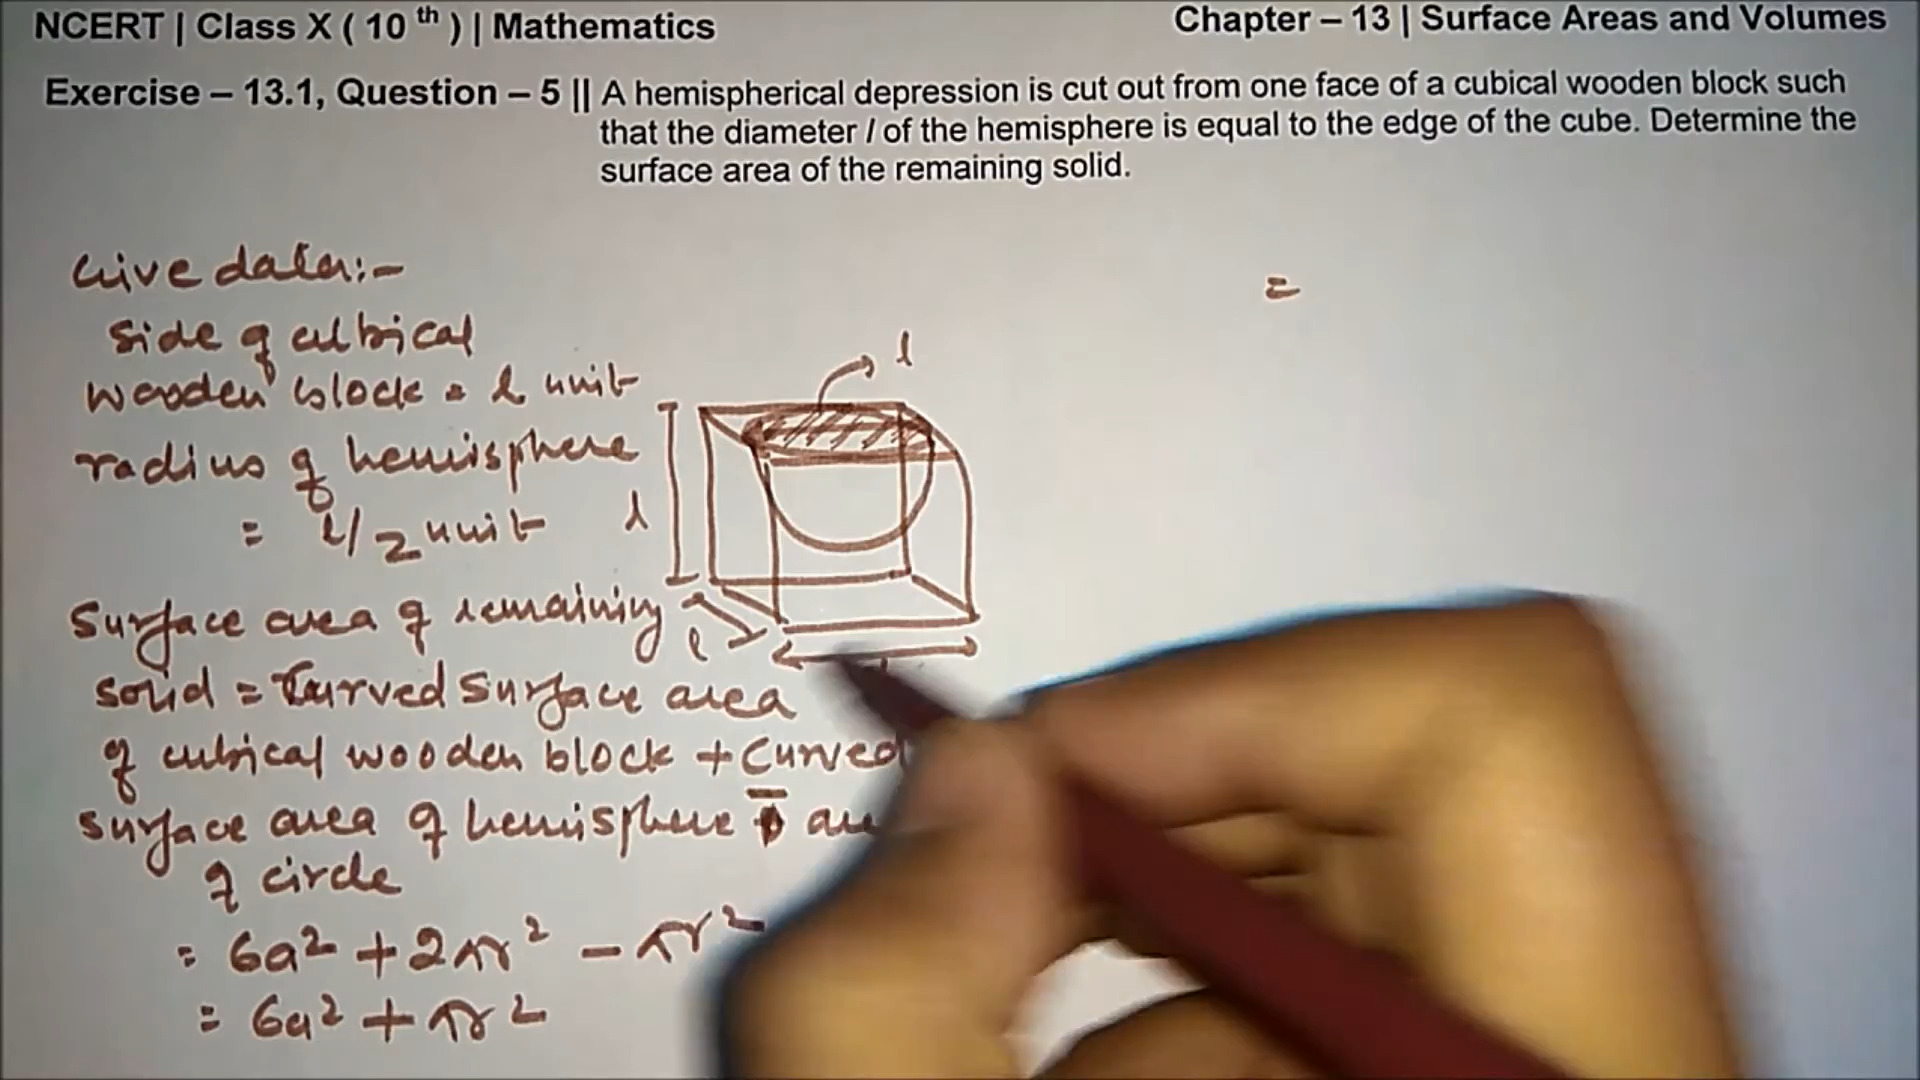 NCERT | Class X ( 10 th ) | Mathematics
Chapter – 13 | Surface Areas and Volumes
Exercise – 13.1, Question – 5 || A hemispherical depression is cut out from one face of a cubical wooden block such
that the diameter l of the hemisphere is equal to the edge of the cube. Determine the
surface area of the remaining solid.
Give data:-
side of cubical
wooden block = l unit
radius of hemisphere
= l/2 unit
Surface area of remaining
solid = Curved surface area
of cubical wooden block + Curved
surface area of hemisphere –
of circle
= 6a² + 2πr² – πr²
= 6a² + πr²
l
l
l
=